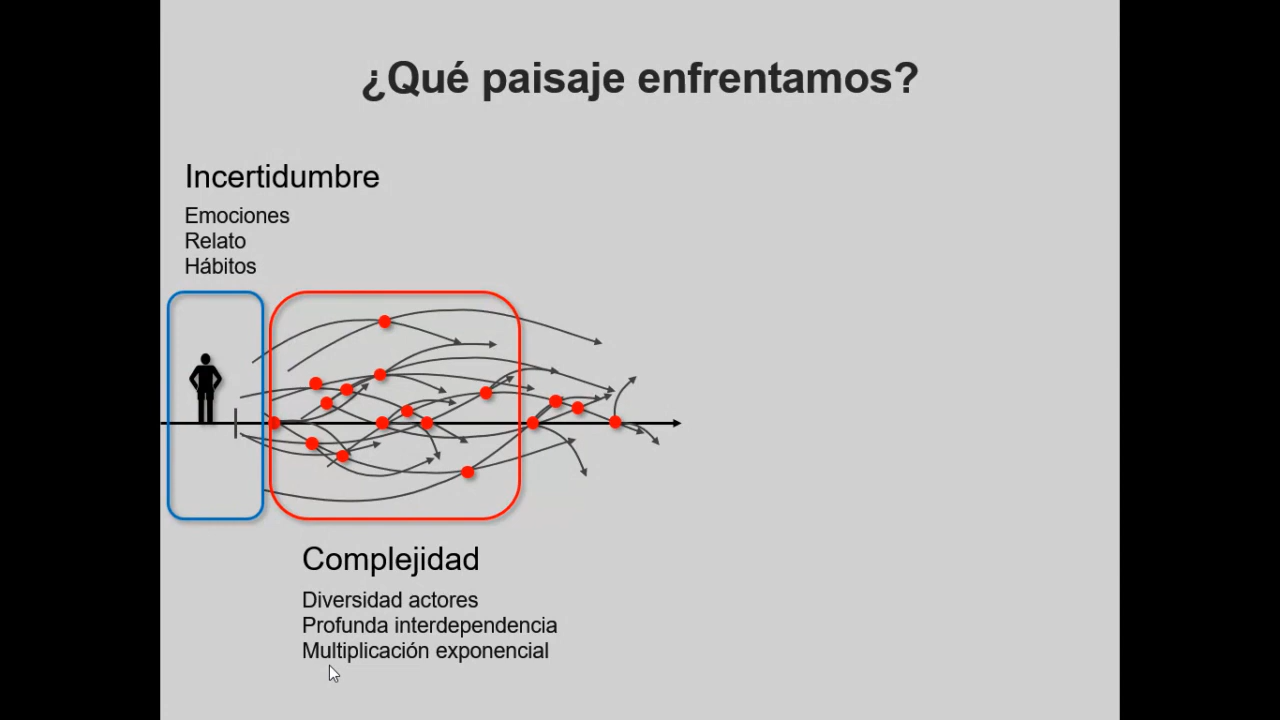 ¿Qué paisaje enfrentamos?
Incertidumbre
Emociones
Relato
Hábitos
Complejidad
Diversidad actores
Profunda interdependencia
Multiplicación exponencial